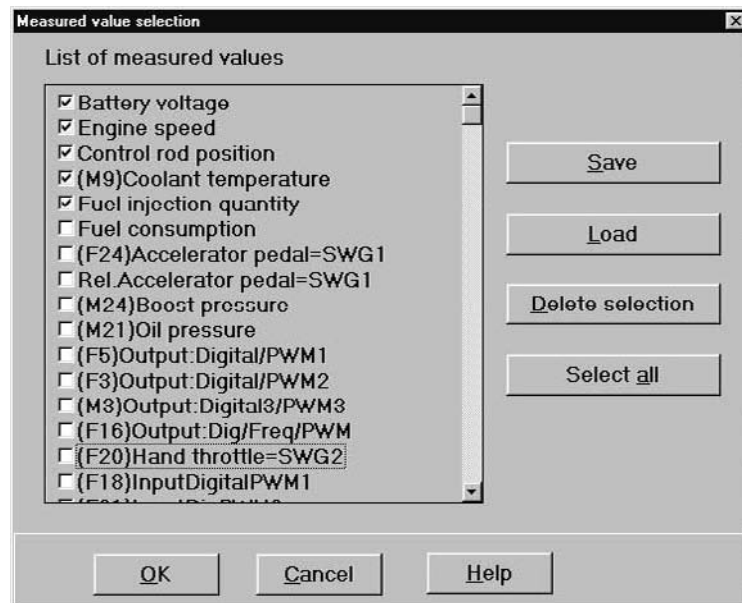 Measured value selection
List of measured values
Battery voltage
Engine speed
Control rod position
(M9)Coolant temperature
Fuel injection quantity
Fuel consumption
(F24)Accelerator pedal=SWG1
Rel.Accelerator pedal=SWG1
(M24)Boost pressure
(M21)Oil pressure
(F5)Output:Digital/PWM1
(F3)Output:Digital/PWM2
(M3)Output:Digital3/PWM3
(F16)Output:Dig/Freq/PWM
(F20)Hand throttle=SWG2
(F18)InputDigitalPWM1
Save
Load
Delete selection
Select all
OK
Cancel
Help